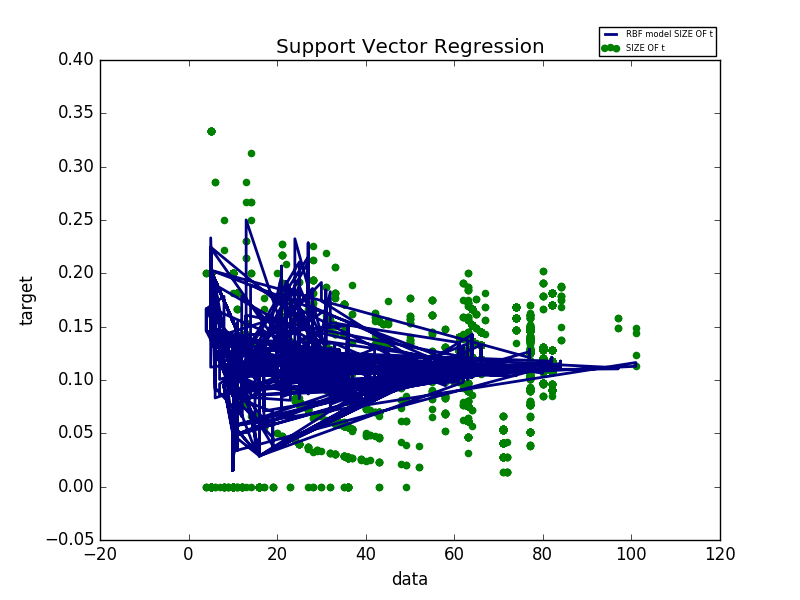 RBF model SIZE OF t
SIZE OF t
Support Vector Regression
0.40
0.35
0.30
0.25
0.20
0.15
0.10
0.05
0.00
−0.05
target
−20 0 20 40 60 80 100 120
data